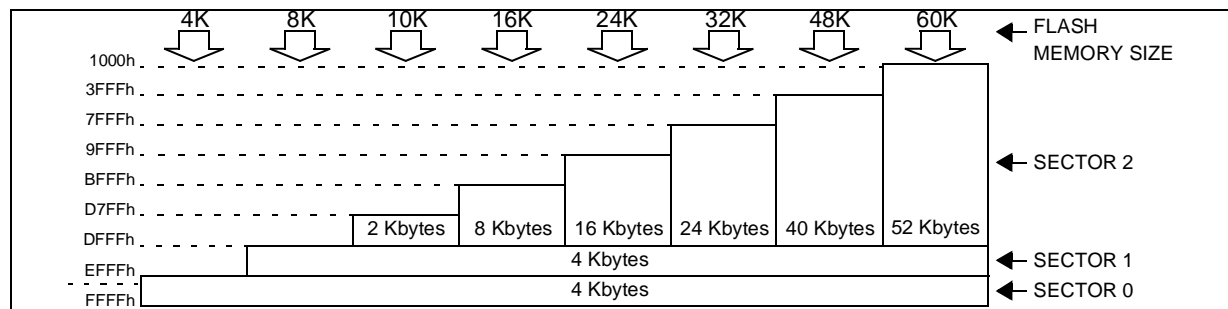 4K 8K 10K 16K 24K 32K 48K 60K FLASH
MEMORY SIZE
1000h
3FFFh
7FFFh
9FFFh
SECTOR 2
BFFFh
D7FFh
2 Kbytes 8 Kbytes 16 Kbytes 24 Kbytes 40 Kbytes 52 Kbytes
DFFFh
4 Kbytes SECTOR 1
EFFFh
4 Kbytes SECTOR 0
FFFFh